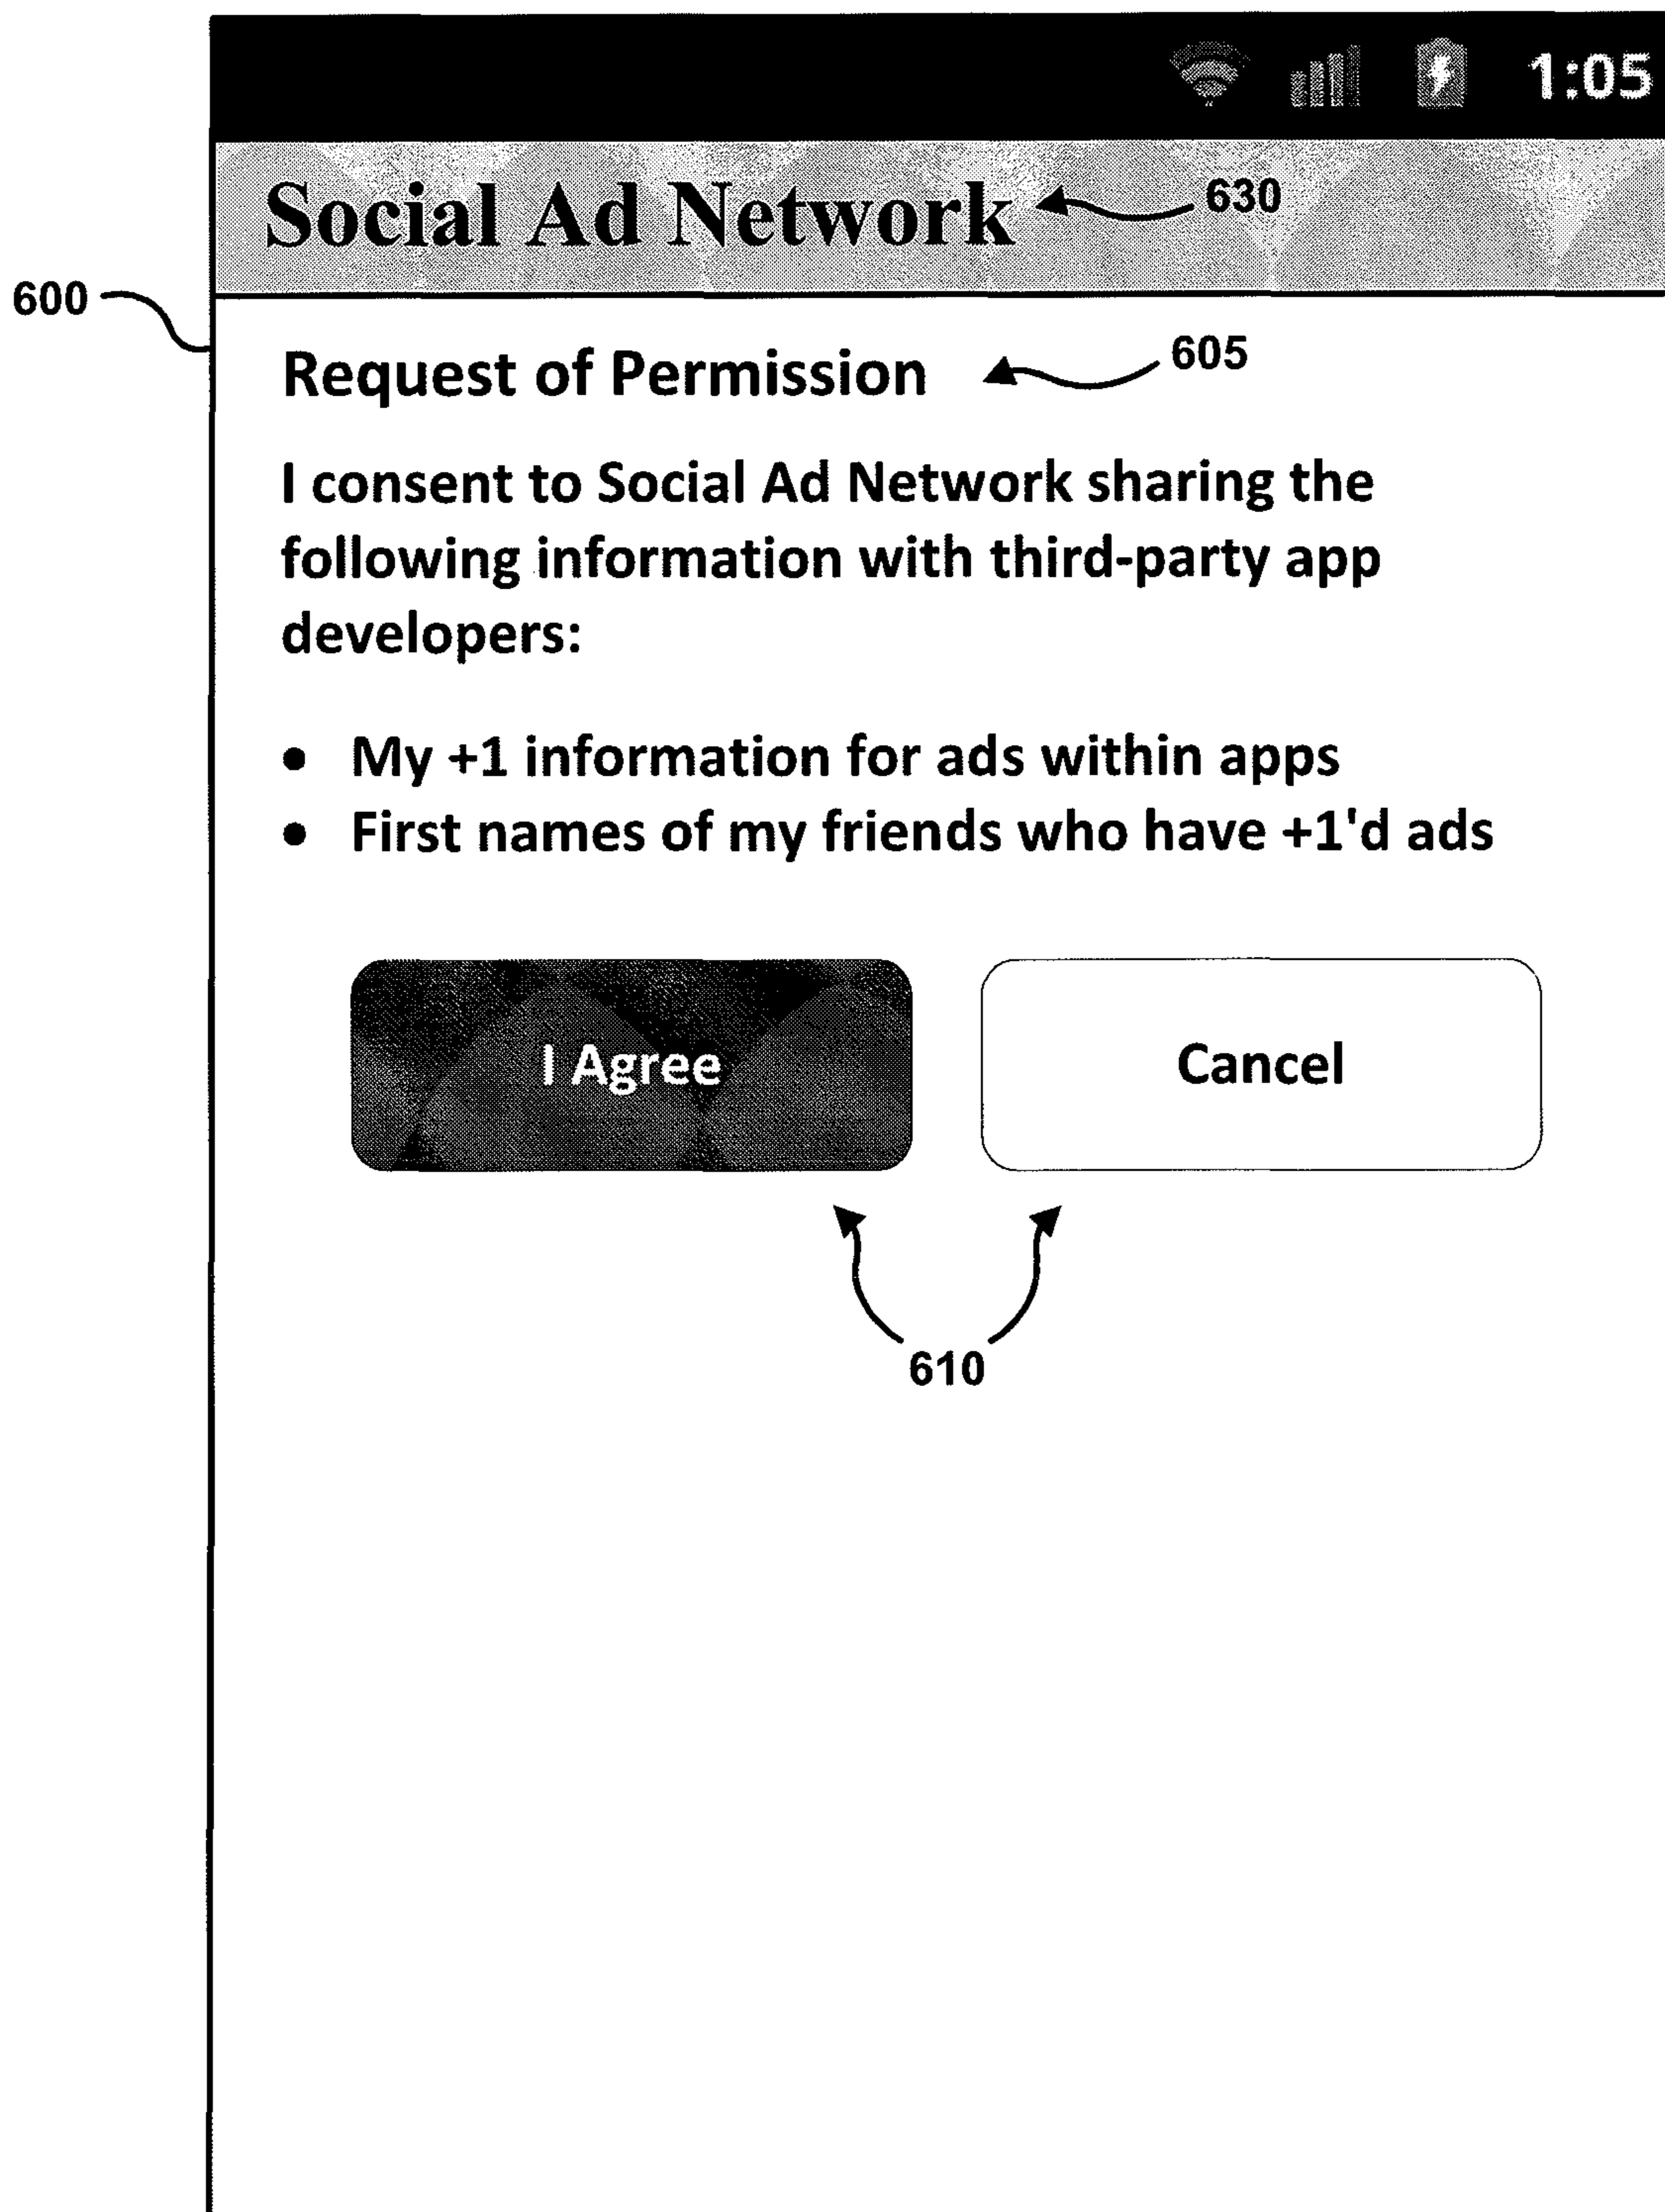 1:05
Social Ad Network
630
600
Request of Permission
605
I consent to Social Ad Network sharing the
following information with third-party app
developers:
• My +1 information for ads within apps
• First names of my friends who have +1'd ads
I Agree
Cancel
610